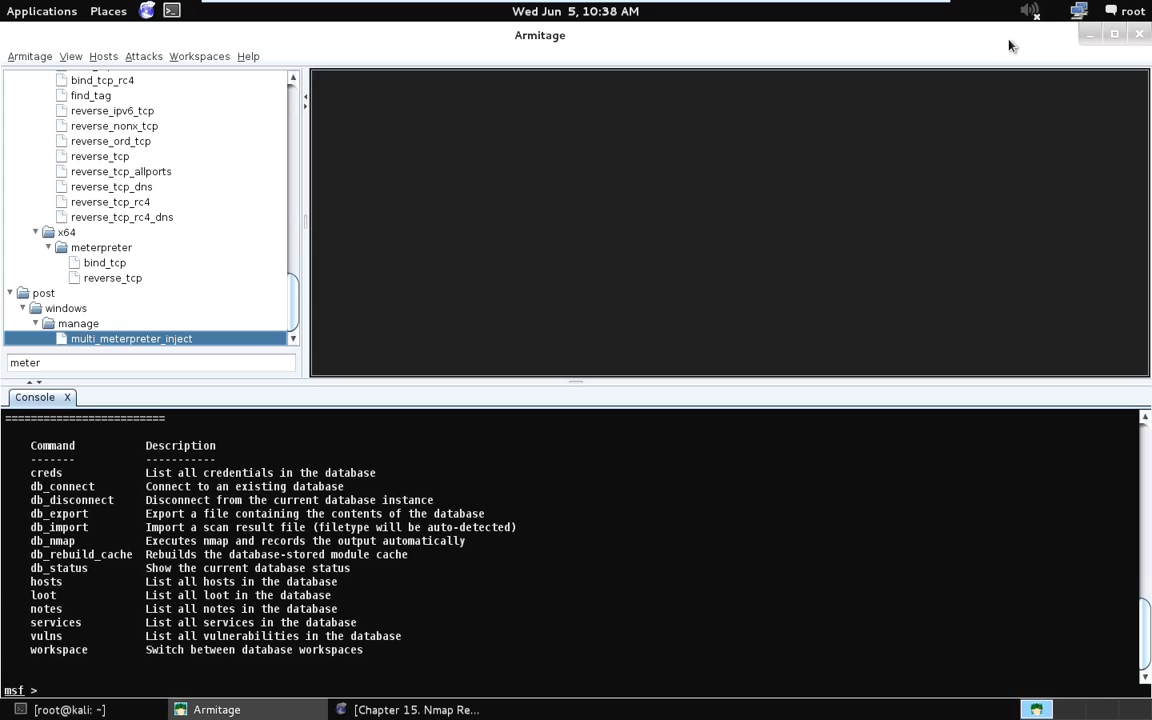 Applications Places Wed Jun 5, 10:38 AM root
Armitage
Armitage View Hosts Attacks Workspaces Help
bind_tcp_rc4
find_tag
reverse_ipv6_tcp
reverse_nonx_tcp
reverse_ord_tcp
reverse_tcp
reverse_tcp_allports
reverse_tcp_dns
reverse_tcp_rc4
reverse_tcp_rc4_dns
x64
meterpreter
bind_tcp
reverse_tcp
post
windows
manage
multi_meterpreter_inject
meter
Console X
=========================
Command Description
------- -----------
creds List all credentials in the database
db_connect Connect to an existing database
db_disconnect Disconnect from the current database instance
db_export Export a file containing the contents of the database
db_import Import a scan result file (filetype will be auto-detected)
db_nmap Executes nmap and records the output automatically
db_rebuild_cache Rebuilds the database-stored module cache
db_status Show the current database status
hosts List all hosts in the database
loot List all loot in the database
notes List all notes in the database
services List all services in the database
vulns List all vulnerabilities in the database
workspace Switch between database workspaces
msf >
[root@kali: ~] Armitage [Chapter 15. Nmap Re...